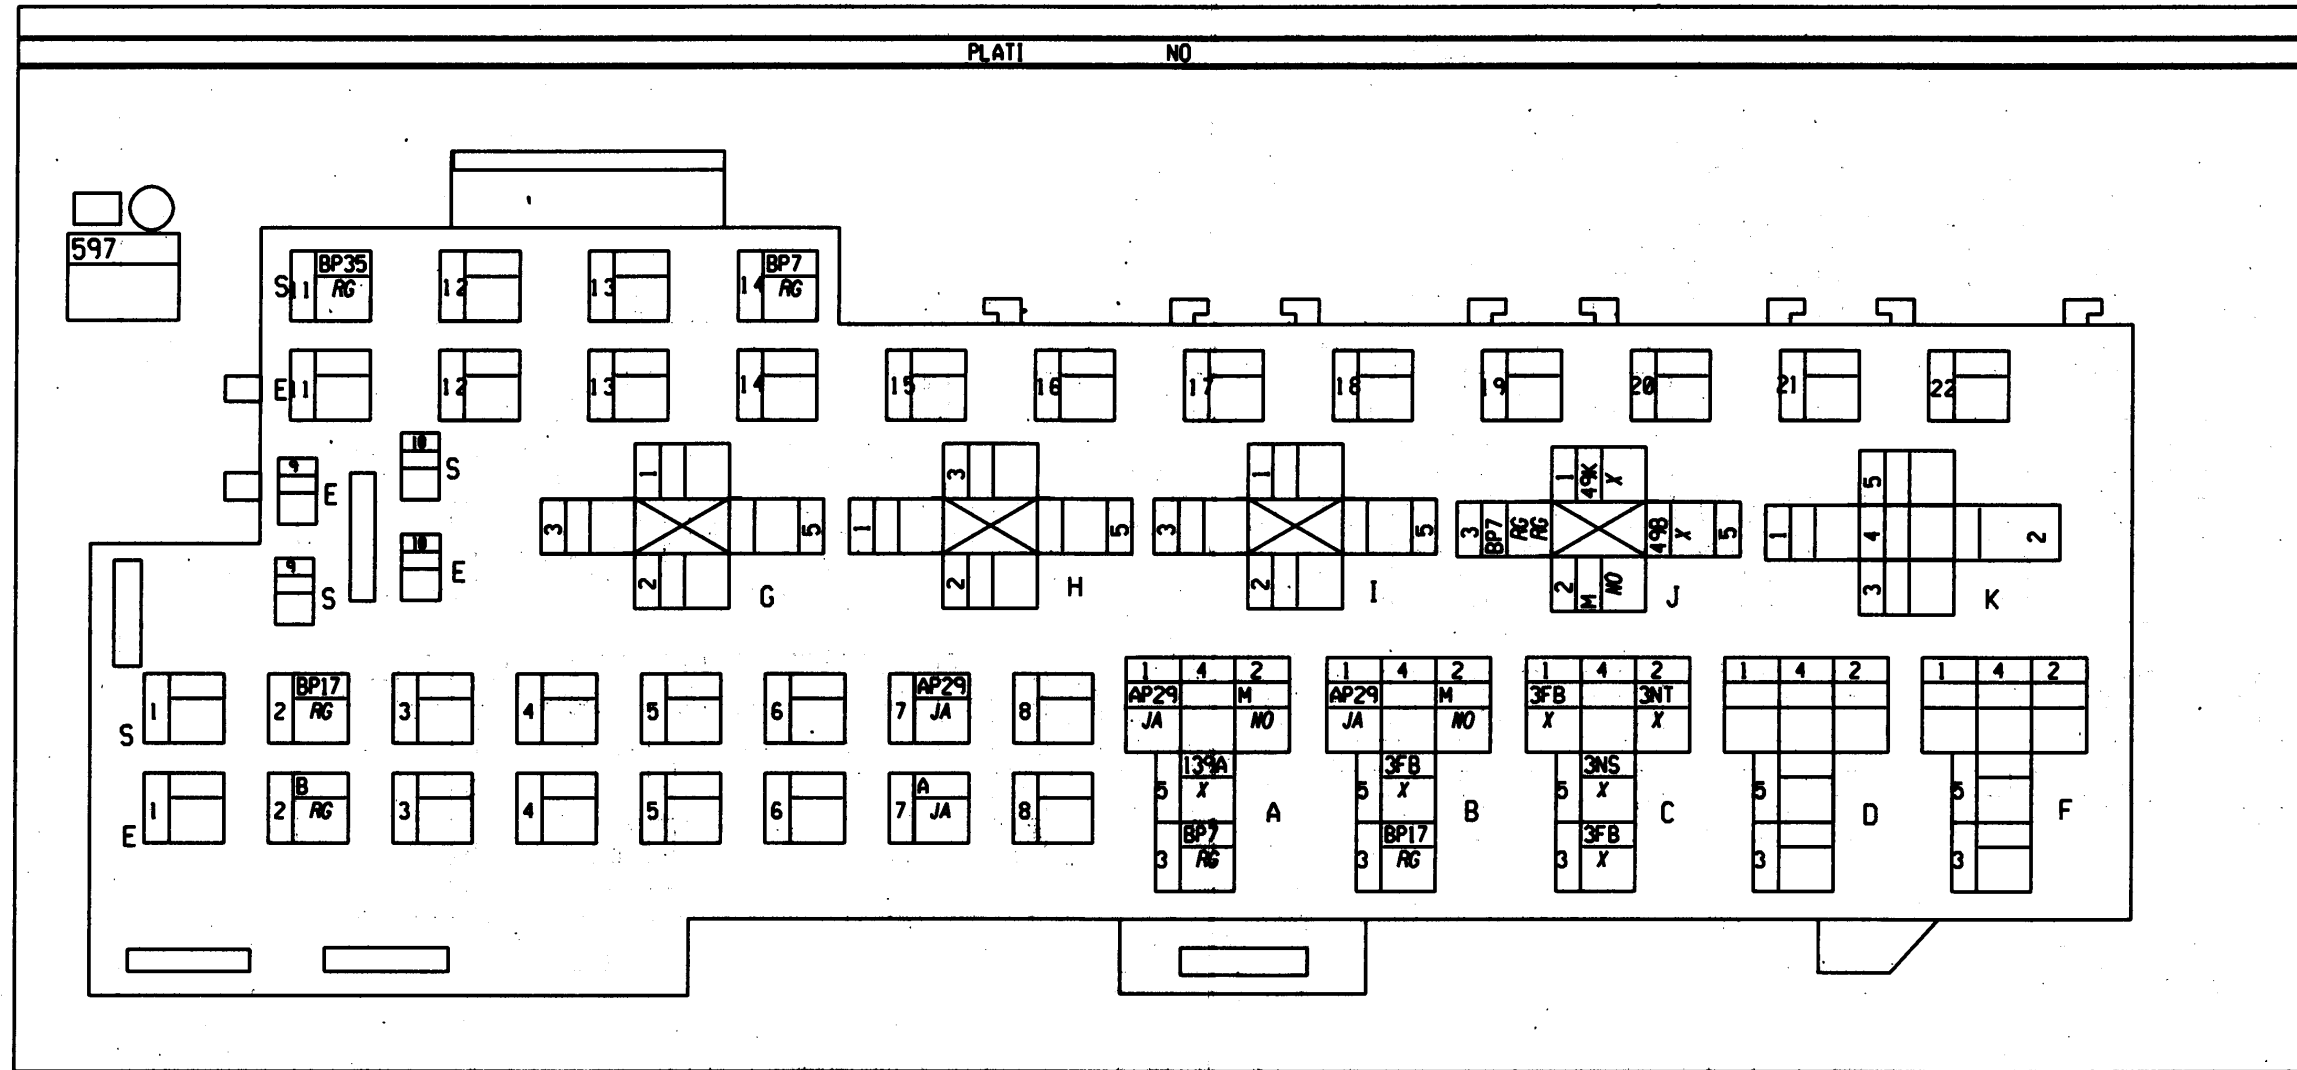 PLATI NO
597
S 11 BP35 RG 12 13 14 BP7 RG
E 11 12 13 14 15 16 17 18 19 20 21 22
9 E 10 S
9 S 10 E
1 3 5 2 G
3 1 5 2 H
1 3 5 2 I
1 49K X 3 BP7 RG RG 49B X 5 2 M NO J
5 1 4 2 3 K
S 1 2 BP17 RG 3 4 5 6 7 AP29 JA 8
E 1 2 B RG 3 4 5 6 7 A JA 8
1 4 2 AP29 M JA NO 5 139A X 3 BP7 RG A
1 4 2 AP29 M JA NO 5 3FB X 3 BP17 RG B
1 4 2 3FB 3NT X X 5 3NS X 3 3FB X C
1 4 2 5 3 D
1 4 2 5 3 F